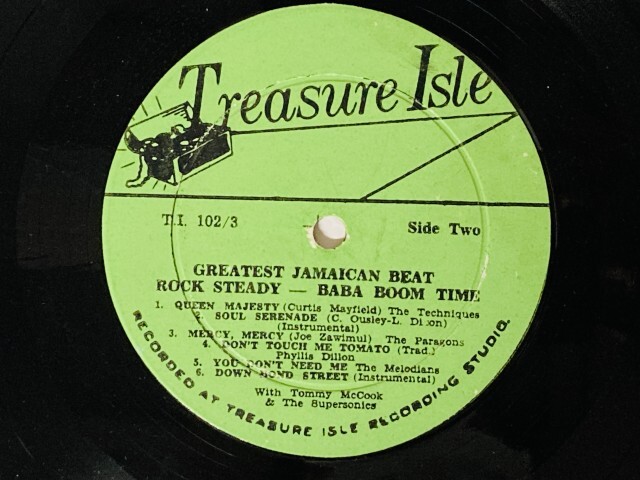 Treasure Isle
T.I. 102/3
Side Two
GREATEST JAMAICAN BEAT
ROCK STEADY — BABA BOOM TIME
1. QUEEN MAJESTY (Curtis Mayfield) The Techniques
2. SOUL SERENADE (C. Ousley-L. Dixon)
(Instrumental)
3. MERCY, MERCY (Joe Zawimul) The Paragons
4. DON'T TOUCH ME TOMATO (Trad.)
Phyllis Dillon
5. YOU DON'T NEED ME The Melodians
6. DOWN BOND STREET (Instrumental)
With Tommy McCook
& The Supersonics
RECORDED AT TREASURE ISLE RECORDING STUDIO.